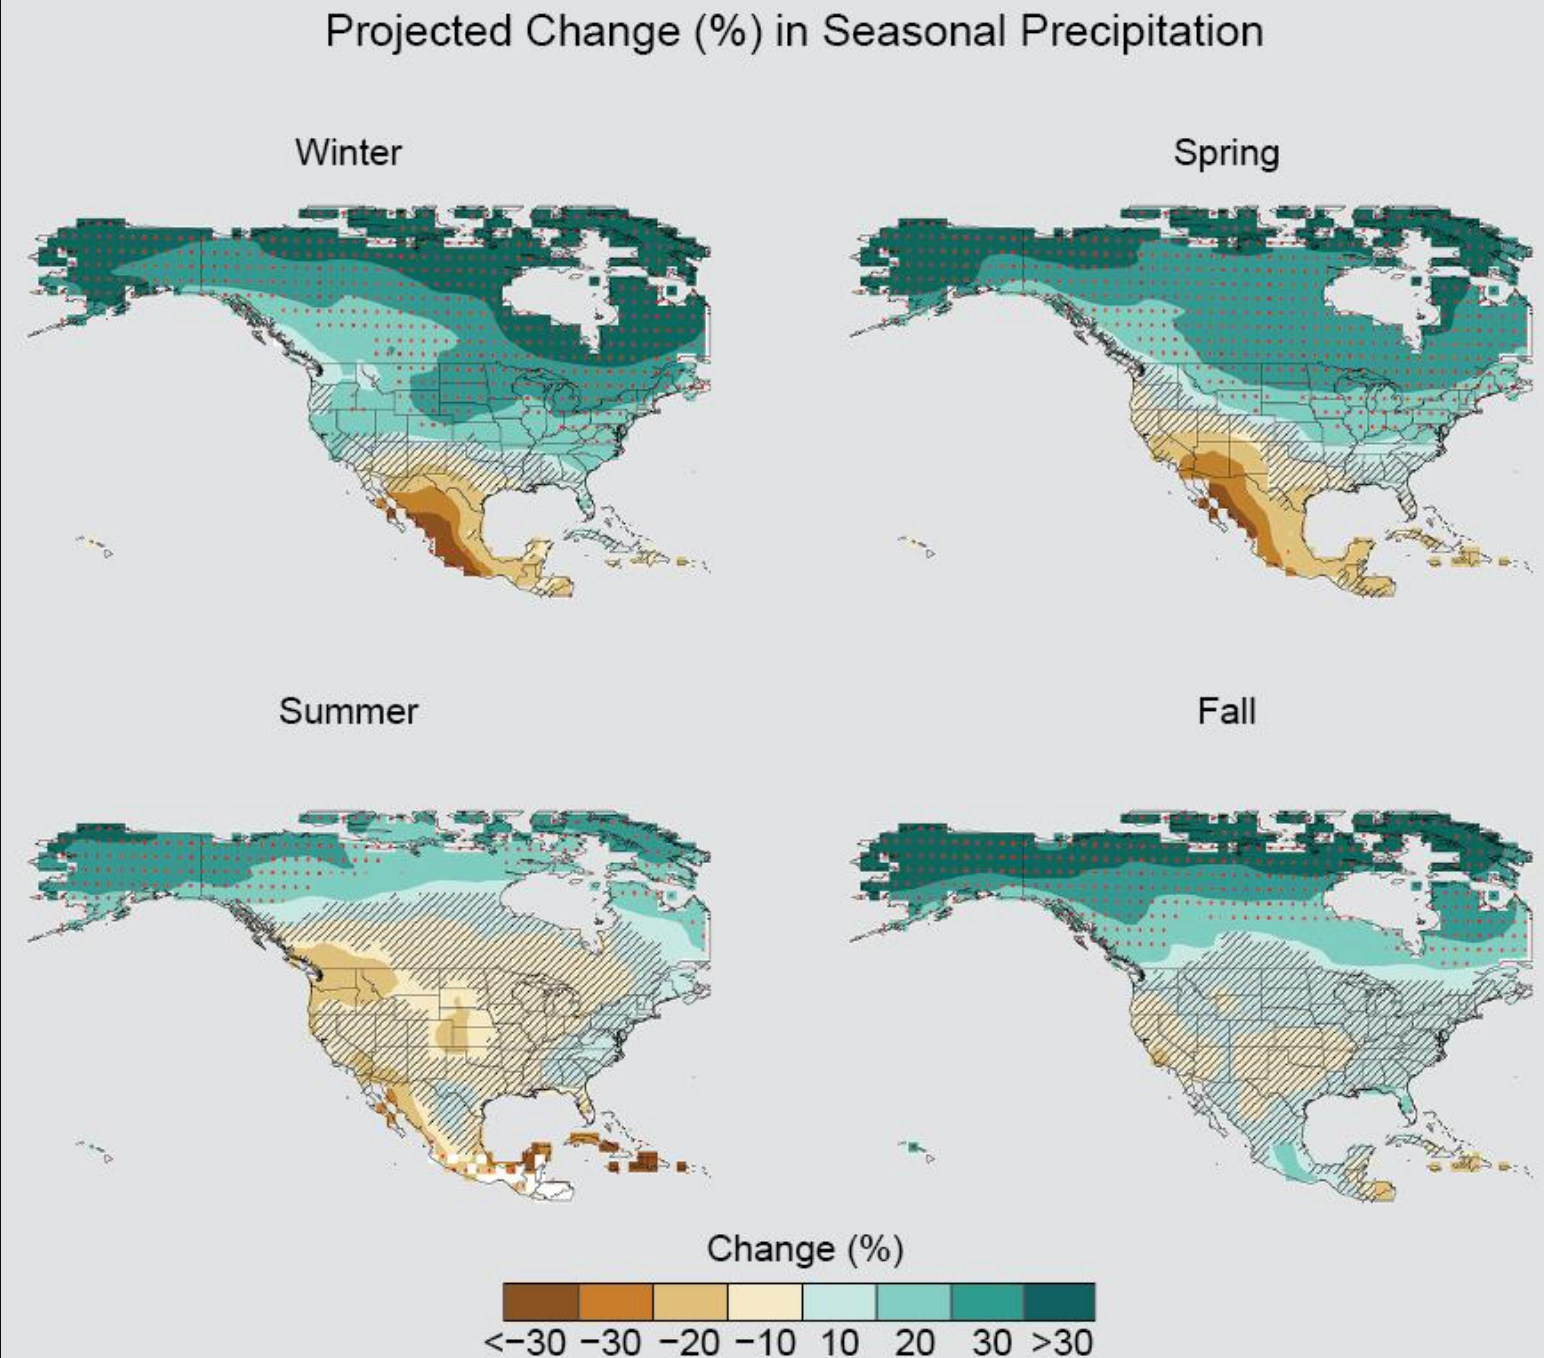 Projected Change (%) in Seasonal Precipitation
Winter
Spring
Summer
Fall
Change (%)
<−30 −30 −20 −10 10 20 30 >30